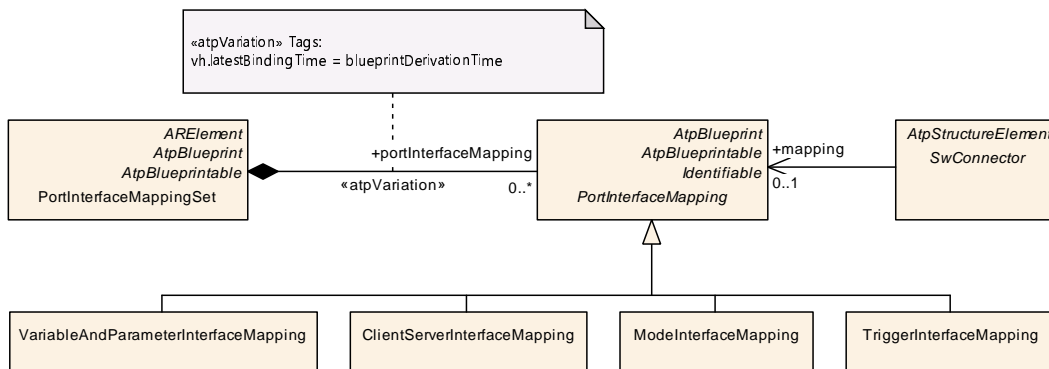 «atpVariation» Tags:
vh.latestBindingTime = blueprintDerivationTime
ARElement
AtpBlueprint
AtpBlueprintable
PortInterfaceMappingSet
+portInterfaceMapping
«atpVariation»
0..*
AtpBlueprint
AtpBlueprintable
Identifiable
PortInterfaceMapping
+mapping
0..1
AtpStructureElement
SwConnector
VariableAndParameterInterfaceMapping
ClientServerInterfaceMapping
ModeInterfaceMapping
TriggerInterfaceMapping